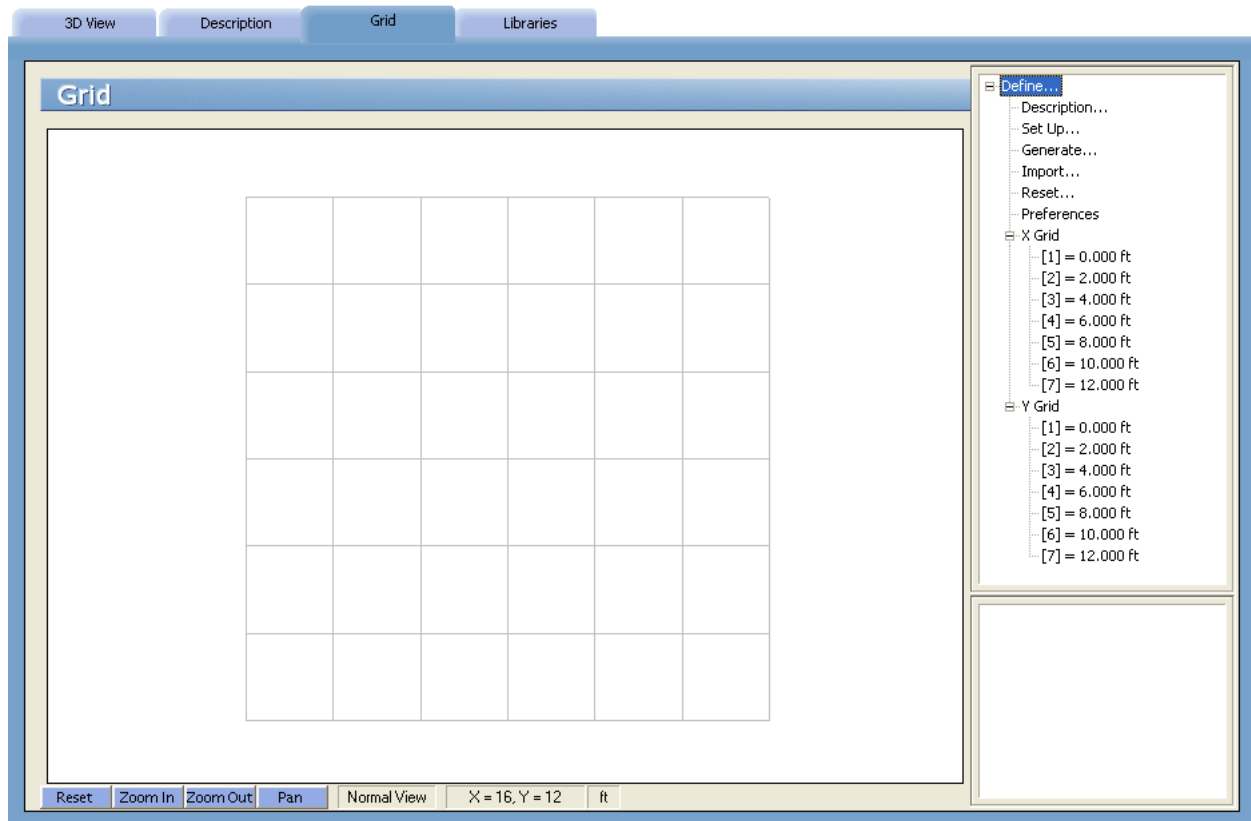 3D View Description Grid Libraries
Grid
Define...
Description...
Set Up...
Generate...
Import...
Reset...
Preferences
X Grid
[1] = 0.000 ft
[2] = 2.000 ft
[3] = 4.000 ft
[4] = 6.000 ft
[5] = 8.000 ft
[6] = 10.000 ft
[7] = 12.000 ft
Y Grid
[1] = 0.000 ft
[2] = 2.000 ft
[3] = 4.000 ft
[4] = 6.000 ft
[5] = 8.000 ft
[6] = 10.000 ft
[7] = 12.000 ft
Reset Zoom In Zoom Out Pan Normal View X = 16, Y = 12 ft